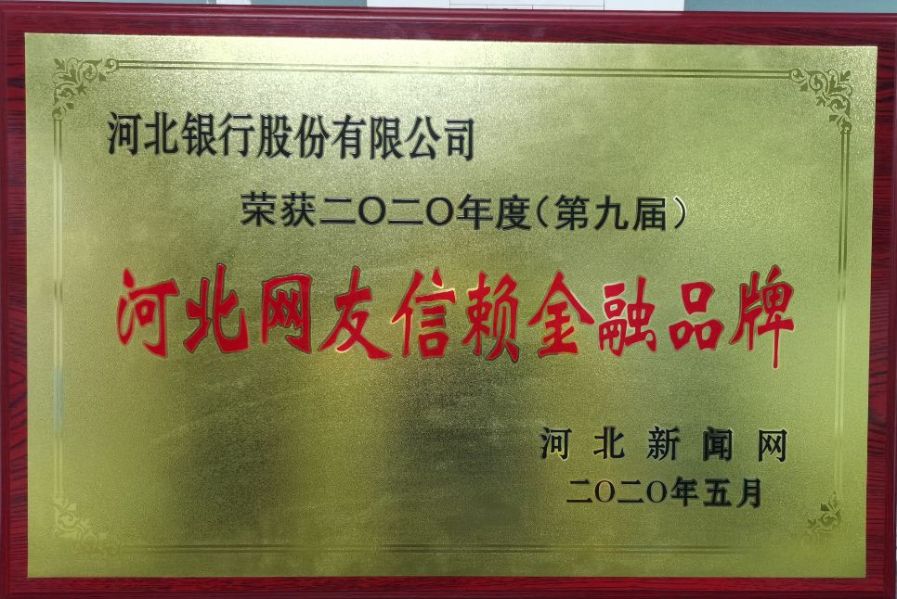 河北银行股份有限公司
荣获二〇二〇年度(第九届)
河北网友信赖金融品牌
河北新闻网
二〇二〇年五月